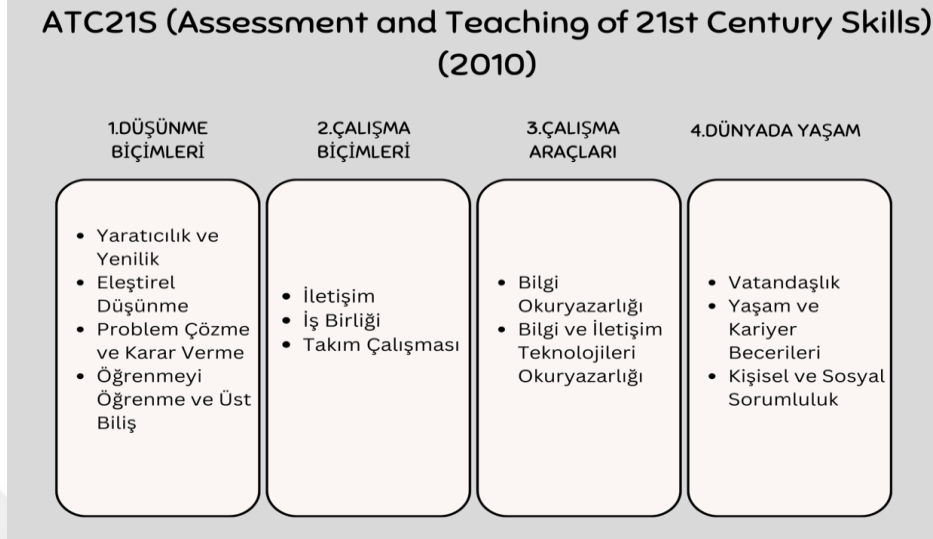 ATC21S (Assessment and Teaching of 21st Century Skills)
(2010)
1.DÜŞÜNME
BİÇİMLERİ
• Yaratıcılık ve
Yenilik
• Eleştirel
Düşünme
• Problem Çözme
ve Karar Verme
• Öğrenmeyi
Öğrenme ve Üst
Biliş
2.ÇALIŞMA
BİÇİMLERİ
• İletişim
• İş Birliği
• Takım Çalışması
3.ÇALIŞMA
ARAÇLARI
• Bilgi
Okuryazarlığı
• Bilgi ve İletişim
Teknolojileri
Okuryazarlığı
4.DÜNYADA YAŞAM
• Vatandaşlık
• Yaşam ve
Kariyer
Becerileri
• Kişisel ve Sosyal
Sorumluluk